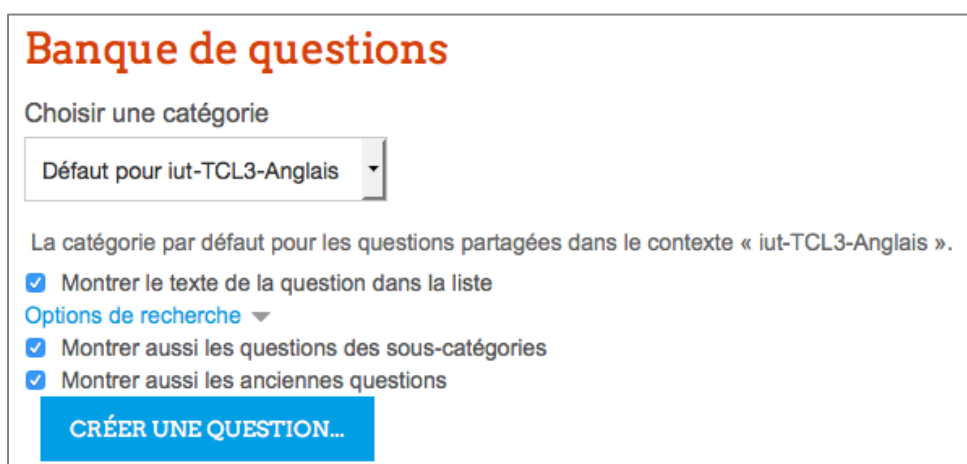 Banque de questions
Choisir une catégorie
Défaut pour iut-TCL3-Anglais
La catégorie par défaut pour les questions partagées dans le contexte « iut-TCL3-Anglais ».
Montrer le texte de la question dans la liste
Options de recherche
Montrer aussi les questions des sous-catégories
Montrer aussi les anciennes questions
CRÉER UNE QUESTION...